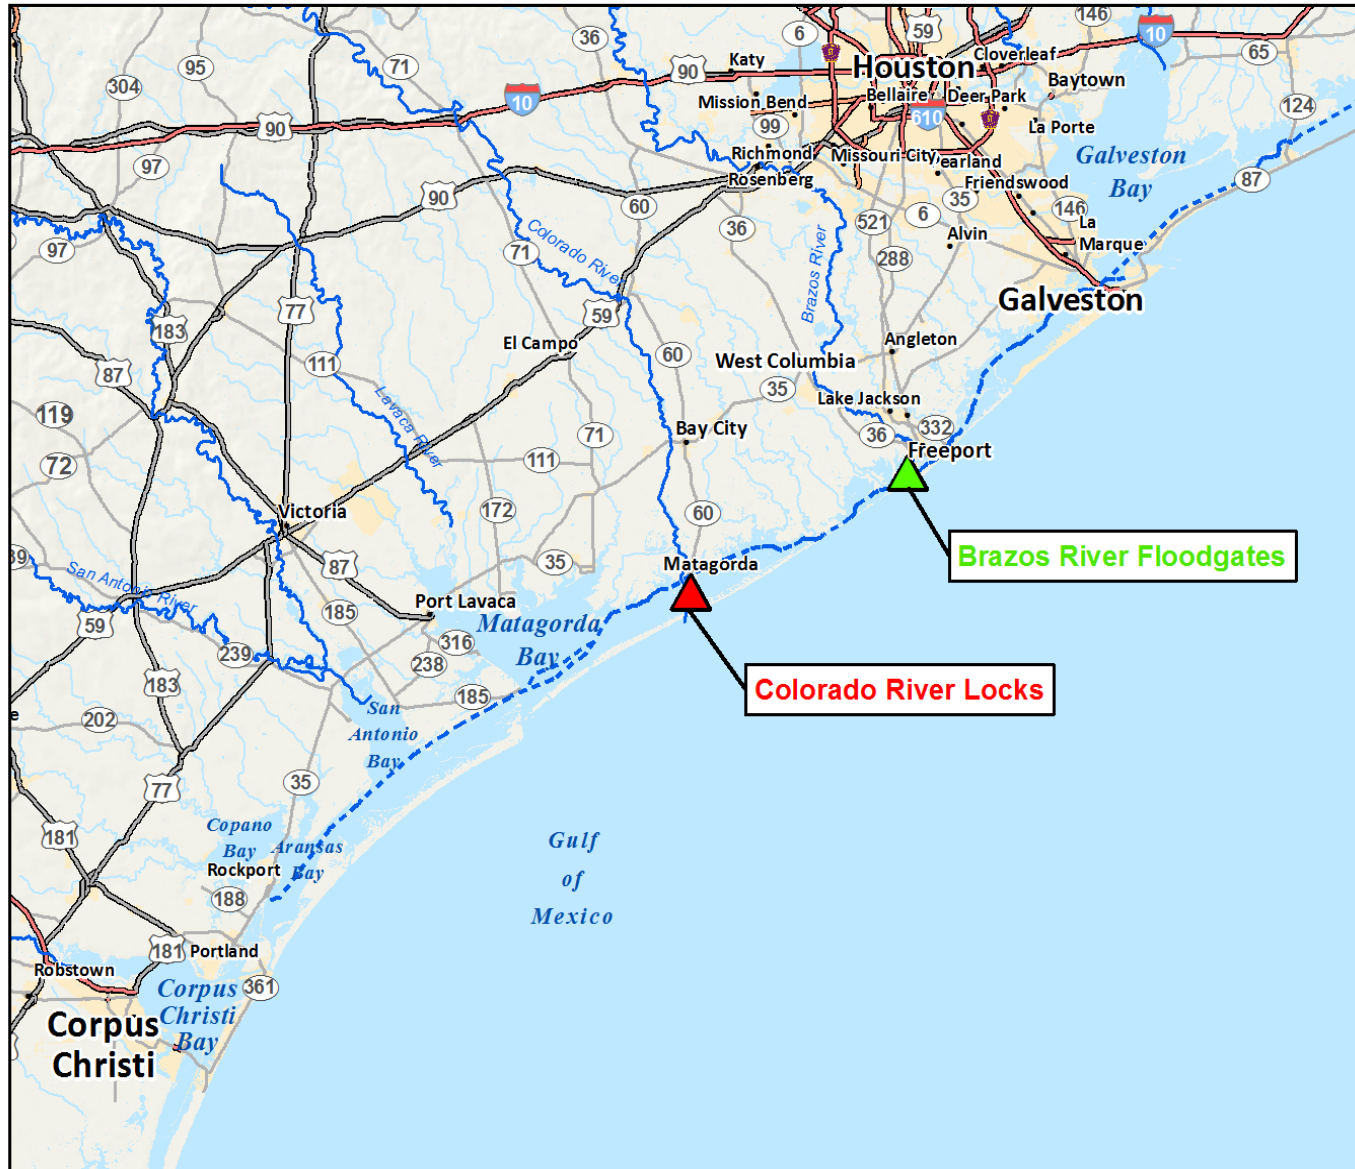 146
10
36
6
59
Cloverleaf
65
95
71
90
Katy
Houston
304
10
Baytown
Mission Bend
Bellaire
Deer Park
124
90
99
610
La Porte
97
Richmond
Missouri City
Galveston
Bay
Rosenberg
Friendswood
87
90
60
35
146
36
521
6
La
Marque
97
71
Colorado River
Brazos River
288
Alvin
77
59
Galveston
183
El Campo
Angleton
111
60
West Columbia
87
35
Lake Jackson
119
Lavaca River
Bay City
36
332
71
Freeport
72
111
Victoria
172
60
Brazos River Floodgates
San Antonio River
87
35
Matagorda
59
185
Port Lavaca
Matagorda
Bay
316
239
238
183
185
Colorado River Locks
202
San
Antonio
Bay
77
35
181
Copano
Bay
Aransas
Bay
Gulf
of
Mexico
Rockport
188
181
Portland
Robstown
Corpus
Christi
Bay
361
Corpus
Christi